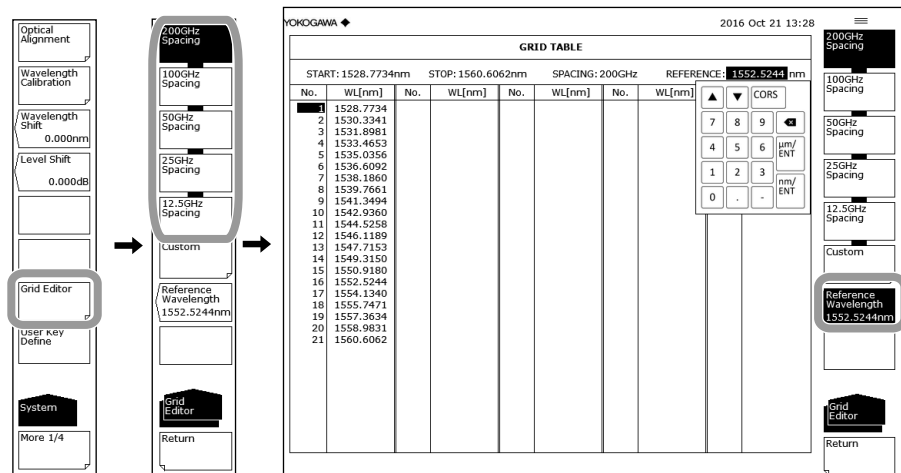 Optical
Alignment
Wavelength
Calibration
Wavelength
Shift
0.000nm
Level Shift
0.000dB
Grid Editor
User Key
Define
System
More 1/4
200GHz
Spacing
100GHz
Spacing
50GHz
Spacing
25GHz
Spacing
12.5GHz
Spacing
Custom
Reference
Wavelength
1552.5244nm
Grid
Editor
Return
YOKOGAWA ◆ 2016 Oct 21 13:28
GRID TABLE
START: 1528.7734nm STOP: 1560.6062nm SPACING: 200GHz REFERENCE: 1552.5244 nm
No. WL[nm] No. WL[nm] No. WL[nm] No. WL[nm]
1 1528.7734
2 1530.3341
3 1531.8981
4 1533.4653
5 1535.0356
6 1536.6092
7 1538.1860
8 1539.7661
9 1541.3494
10 1542.9360
11 1544.5258
12 1546.1189
13 1547.7153
14 1549.3150
15 1550.9180
16 1552.5244
17 1554.1340
18 1555.7471
19 1557.3634
20 1558.9831
21 1560.6062
▲ ▼ CORS
7 8 9
4 5 6 μm/
ENT
1 2 3
nm/
ENT
0 . -
200GHz
Spacing
100GHz
Spacing
50GHz
Spacing
25GHz
Spacing
12.5GHz
Spacing
Custom
Reference
Wavelength
1552.5244nm
Grid
Editor
Return